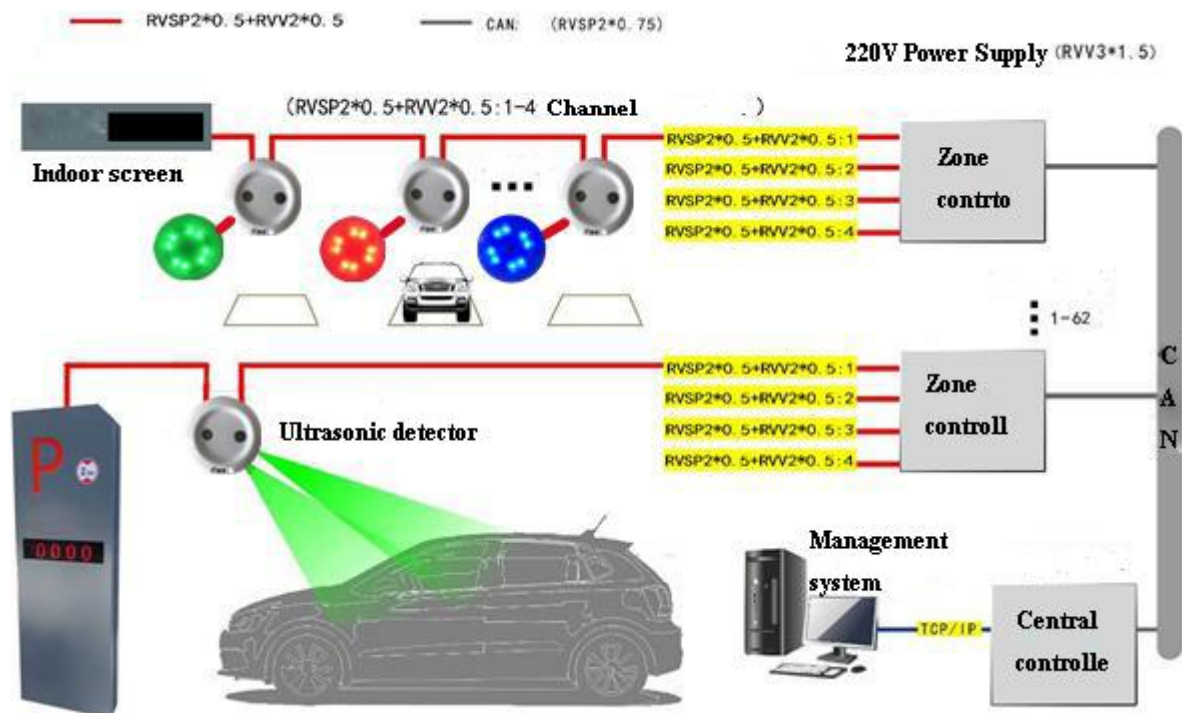 RVSP2*0.5+RVV2*0.5
CAN: (RVSP2*0.75)
220V Power Supply (RVV3*1.5)
(RVSP2*0.5+RVV2*0.5:1-4 Channel )
Indoor screen
RVSP2*0.5+RVV2*0.5:1
RVSP2*0.5+RVV2*0.5:2
RVSP2*0.5+RVV2*0.5:3
RVSP2*0.5+RVV2*0.5:4
Zone
contrto
1-62
RVSP2*0.5+RVV2*0.5:1
RVSP2*0.5+RVV2*0.5:2
RVSP2*0.5+RVV2*0.5:3
RVSP2*0.5+RVV2*0.5:4
Zone
controll
C
A
N
Ultrasonic detector
P
0000
Management
system
TCP/IP
Central
controlle